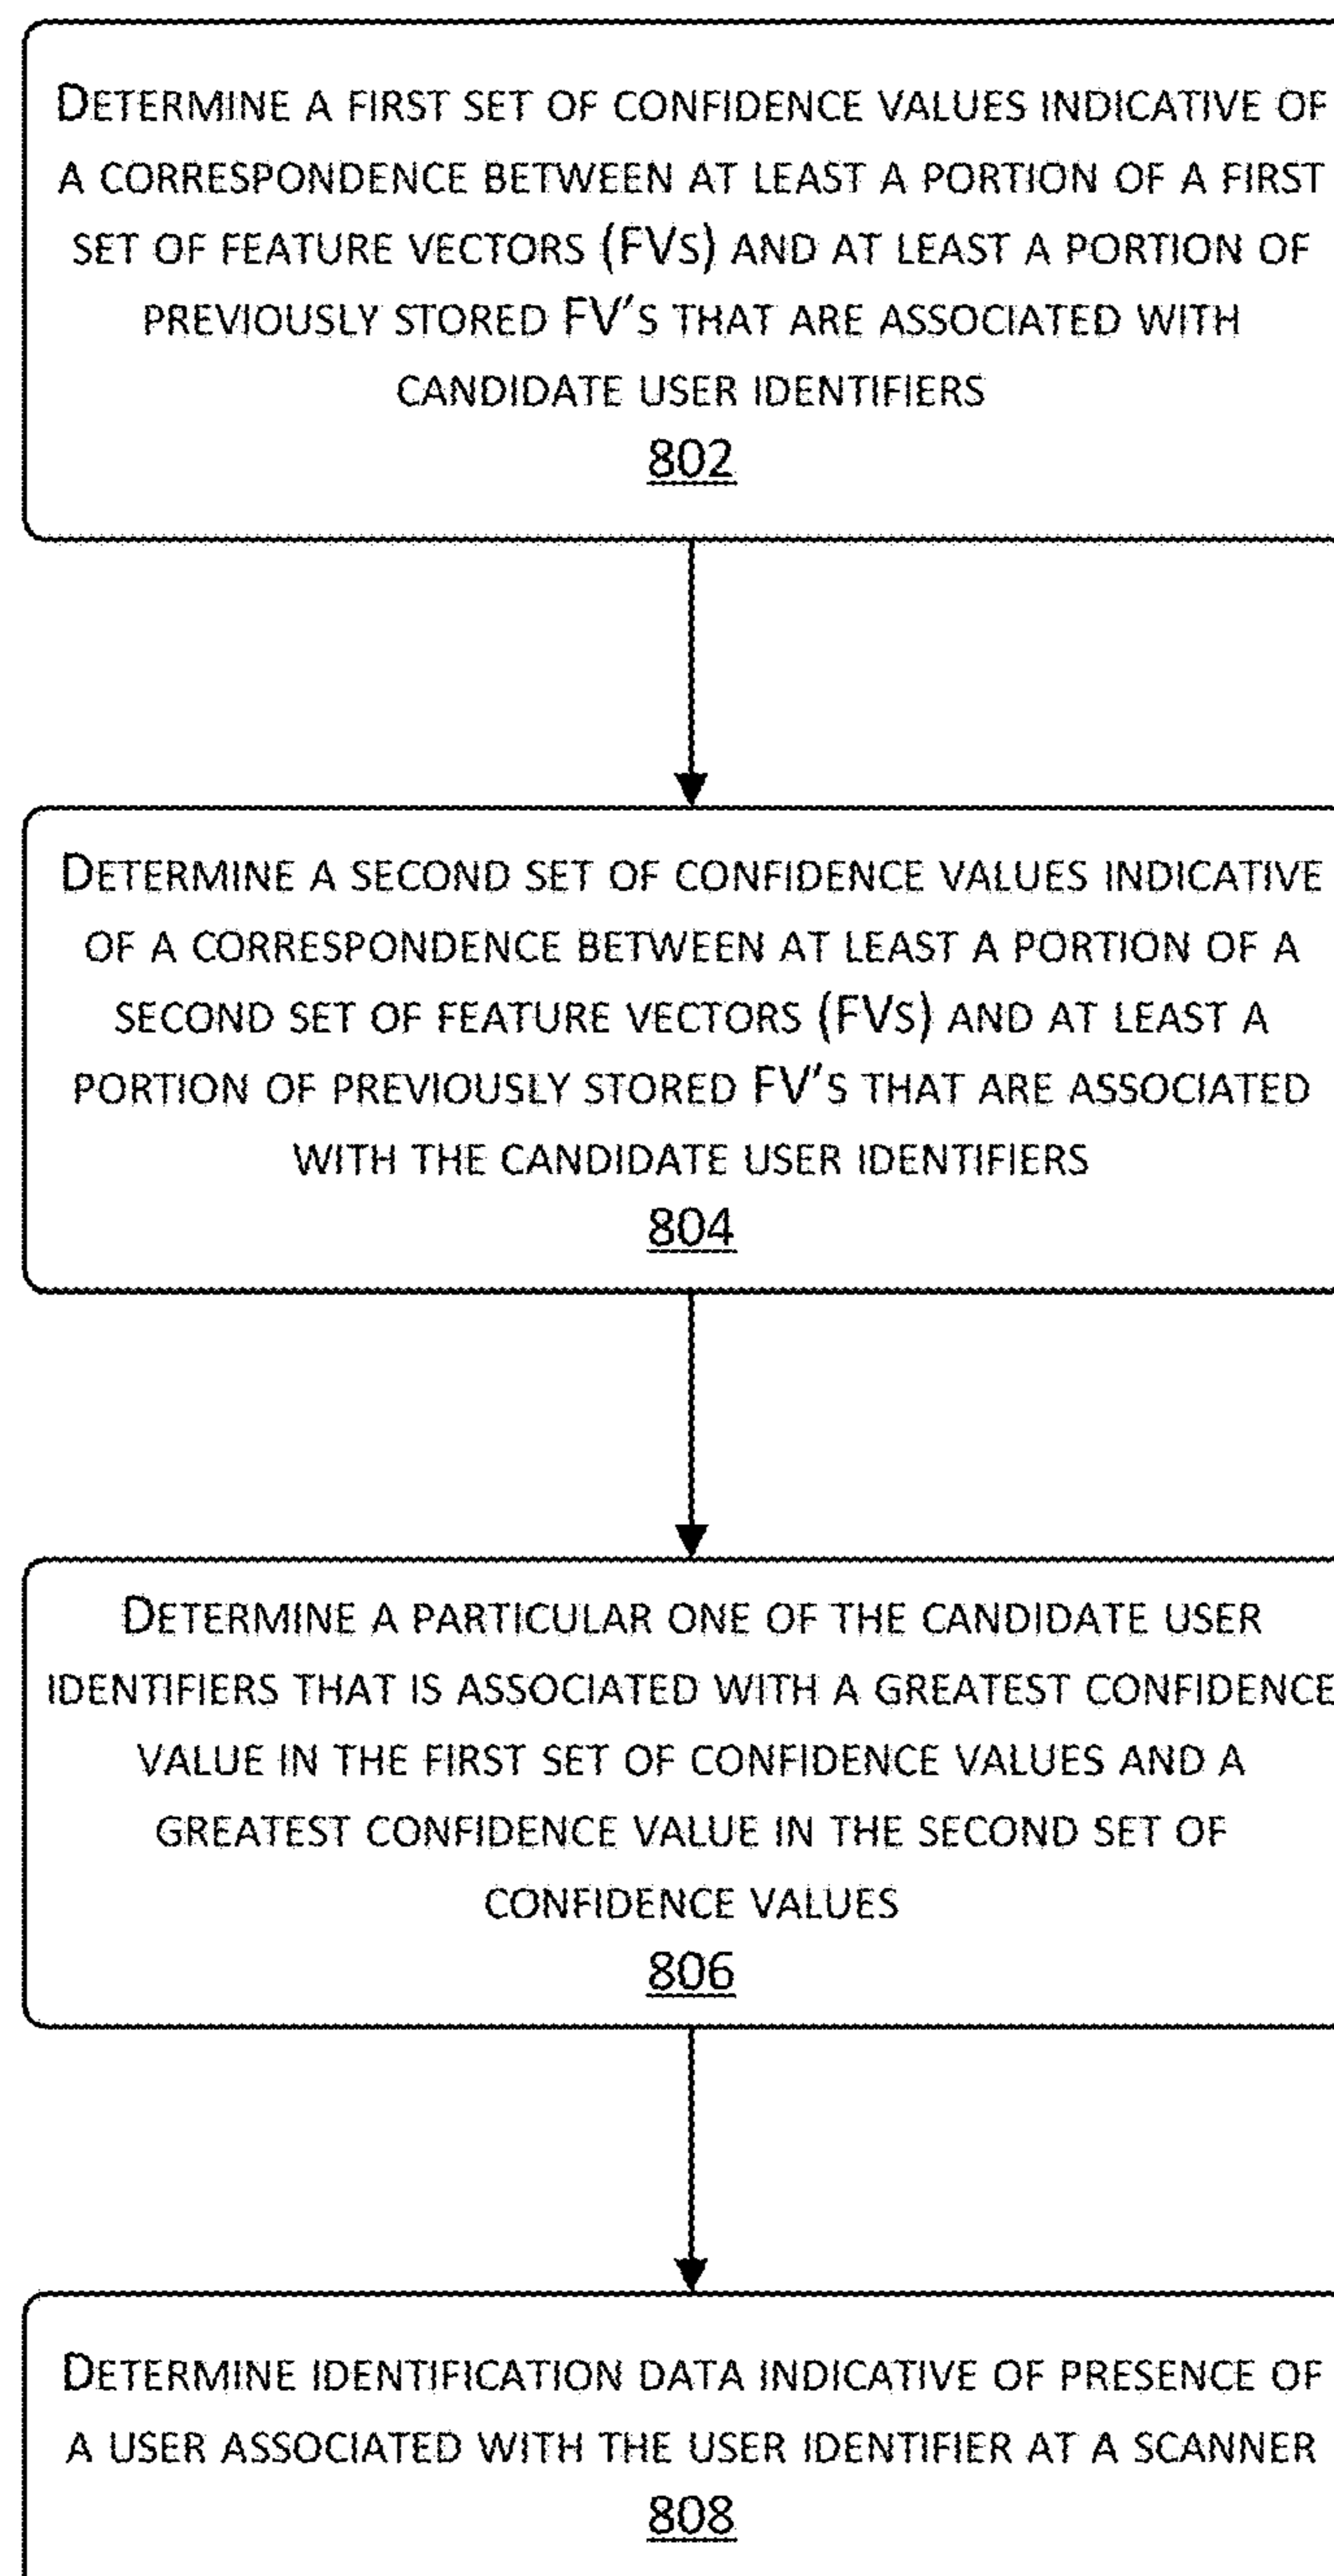 DETERMINE A FIRST SET OF CONFIDENCE VALUES INDICATIVE OF
A CORRESPONDENCE BETWEEN AT LEAST A PORTION OF A FIRST
SET OF FEATURE VECTORS (FVS) AND AT LEAST A PORTION OF
PREVIOUSLY STORED FV'S THAT ARE ASSOCIATED WITH
CANDIDATE USER IDENTIFIERS
802
DETERMINE A SECOND SET OF CONFIDENCE VALUES INDICATIVE
OF A CORRESPONDENCE BETWEEN AT LEAST A PORTION OF A
SECOND SET OF FEATURE VECTORS (FVS) AND AT LEAST A
PORTION OF PREVIOUSLY STORED FV'S THAT ARE ASSOCIATED
WITH THE CANDIDATE USER IDENTIFIERS
804
DETERMINE A PARTICULAR ONE OF THE CANDIDATE USER
IDENTIFIERS THAT IS ASSOCIATED WITH A GREATEST CONFIDENCE
VALUE IN THE FIRST SET OF CONFIDENCE VALUES AND A
GREATEST CONFIDENCE VALUE IN THE SECOND SET OF
CONFIDENCE VALUES
806
DETERMINE IDENTIFICATION DATA INDICATIVE OF PRESENCE OF
A USER ASSOCIATED WITH THE USER IDENTIFIER AT A SCANNER
808